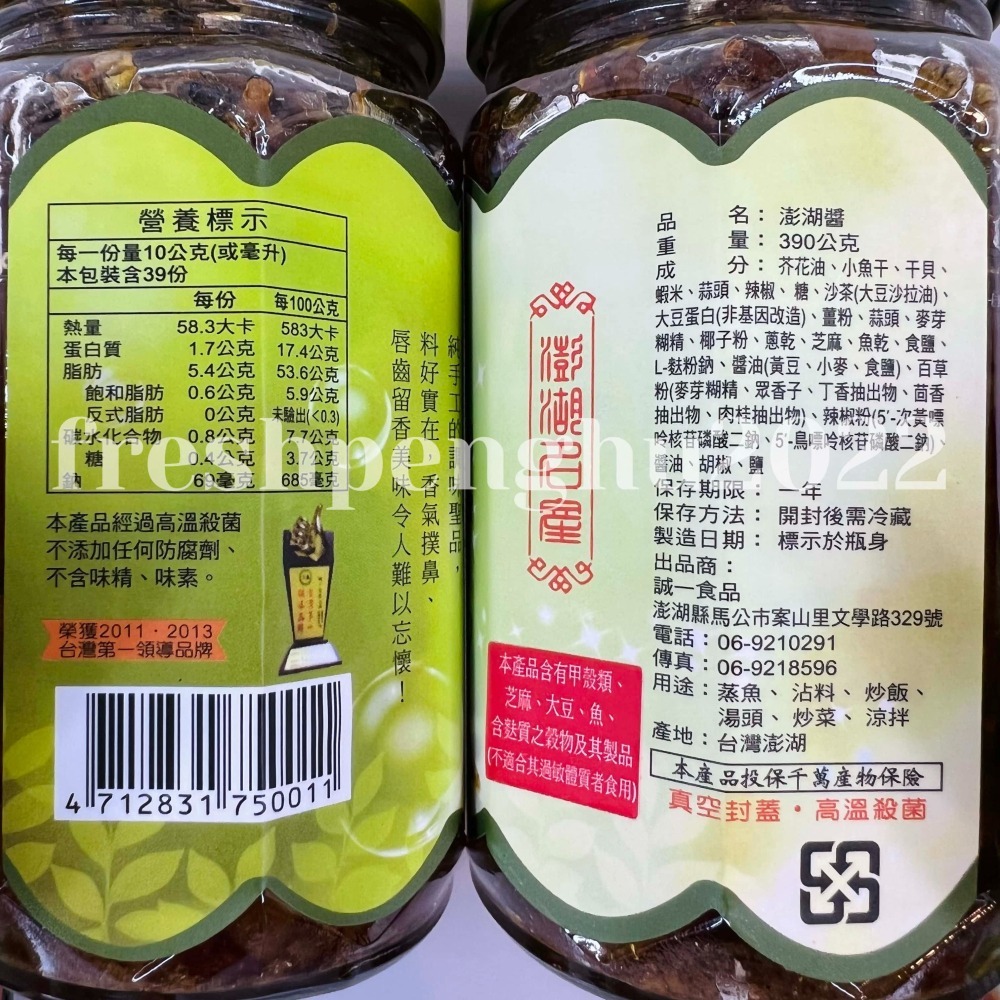 營養標示
每一份量10公克(或毫升)
本包裝含39份
每份 每100公克
熱量 58.3大卡 583大卡
蛋白質 1.7公克 17.4公克
脂肪 5.4公克 53.6公克
飽和脂肪 0.6公克 5.9公克
反式脂肪 0公克 未驗出(<0.3)
碳水化合物 0.8公克 7.7公克
糖 0.4公克 3.7公克
鈉 69毫克 685毫克
純手工的調味聖品，
料好實在、香氣撲鼻、
唇齒留香美味令人難以忘懷！
本產品經過高溫殺菌
不添加任何防腐劑、
不含味精、味素。
榮獲2011．2013
台灣第一領導品牌
4 712831 750011
澎湖名產
品名：澎湖醬
重量：390公克
成分：芥花油、小魚干、干貝、
蝦米、蒜頭、辣椒、糖、沙茶(大豆沙拉油)、
大豆蛋白(非基因改造)、薑粉、蒜頭、麥芽
糊精、椰子粉、蔥乾、芝麻、魚乾、食鹽、
L-麩粉鈉、醬油(黃豆、小麥、食鹽)、百草
粉(麥芽糊精、眾香子、丁香抽出物、茴香
抽出物、肉桂抽出物)、辣椒粉(5'-次黃嘌
呤核苷磷酸二鈉、5'-鳥嘌呤核苷磷酸二鈉)
醬油、胡椒、鹽
保存期限：一年
保存方法：開封後需冷藏
製造日期：標示於瓶身
出品商：
誠一食品
澎湖縣馬公市案山里文學路329號
電話：06-9210291
傳真：06-9218596
用途：蒸魚、沾料、炒飯、
湯頭、炒菜、涼拌
產地：台灣澎湖
本產品投保千萬產物保險
真空封蓋・高溫殺菌
本產品含有甲殼類、
芝麻、大豆、魚、
含麩質之穀物及其製品
(不適合其過敏體質者食用)
freshpenghu2022